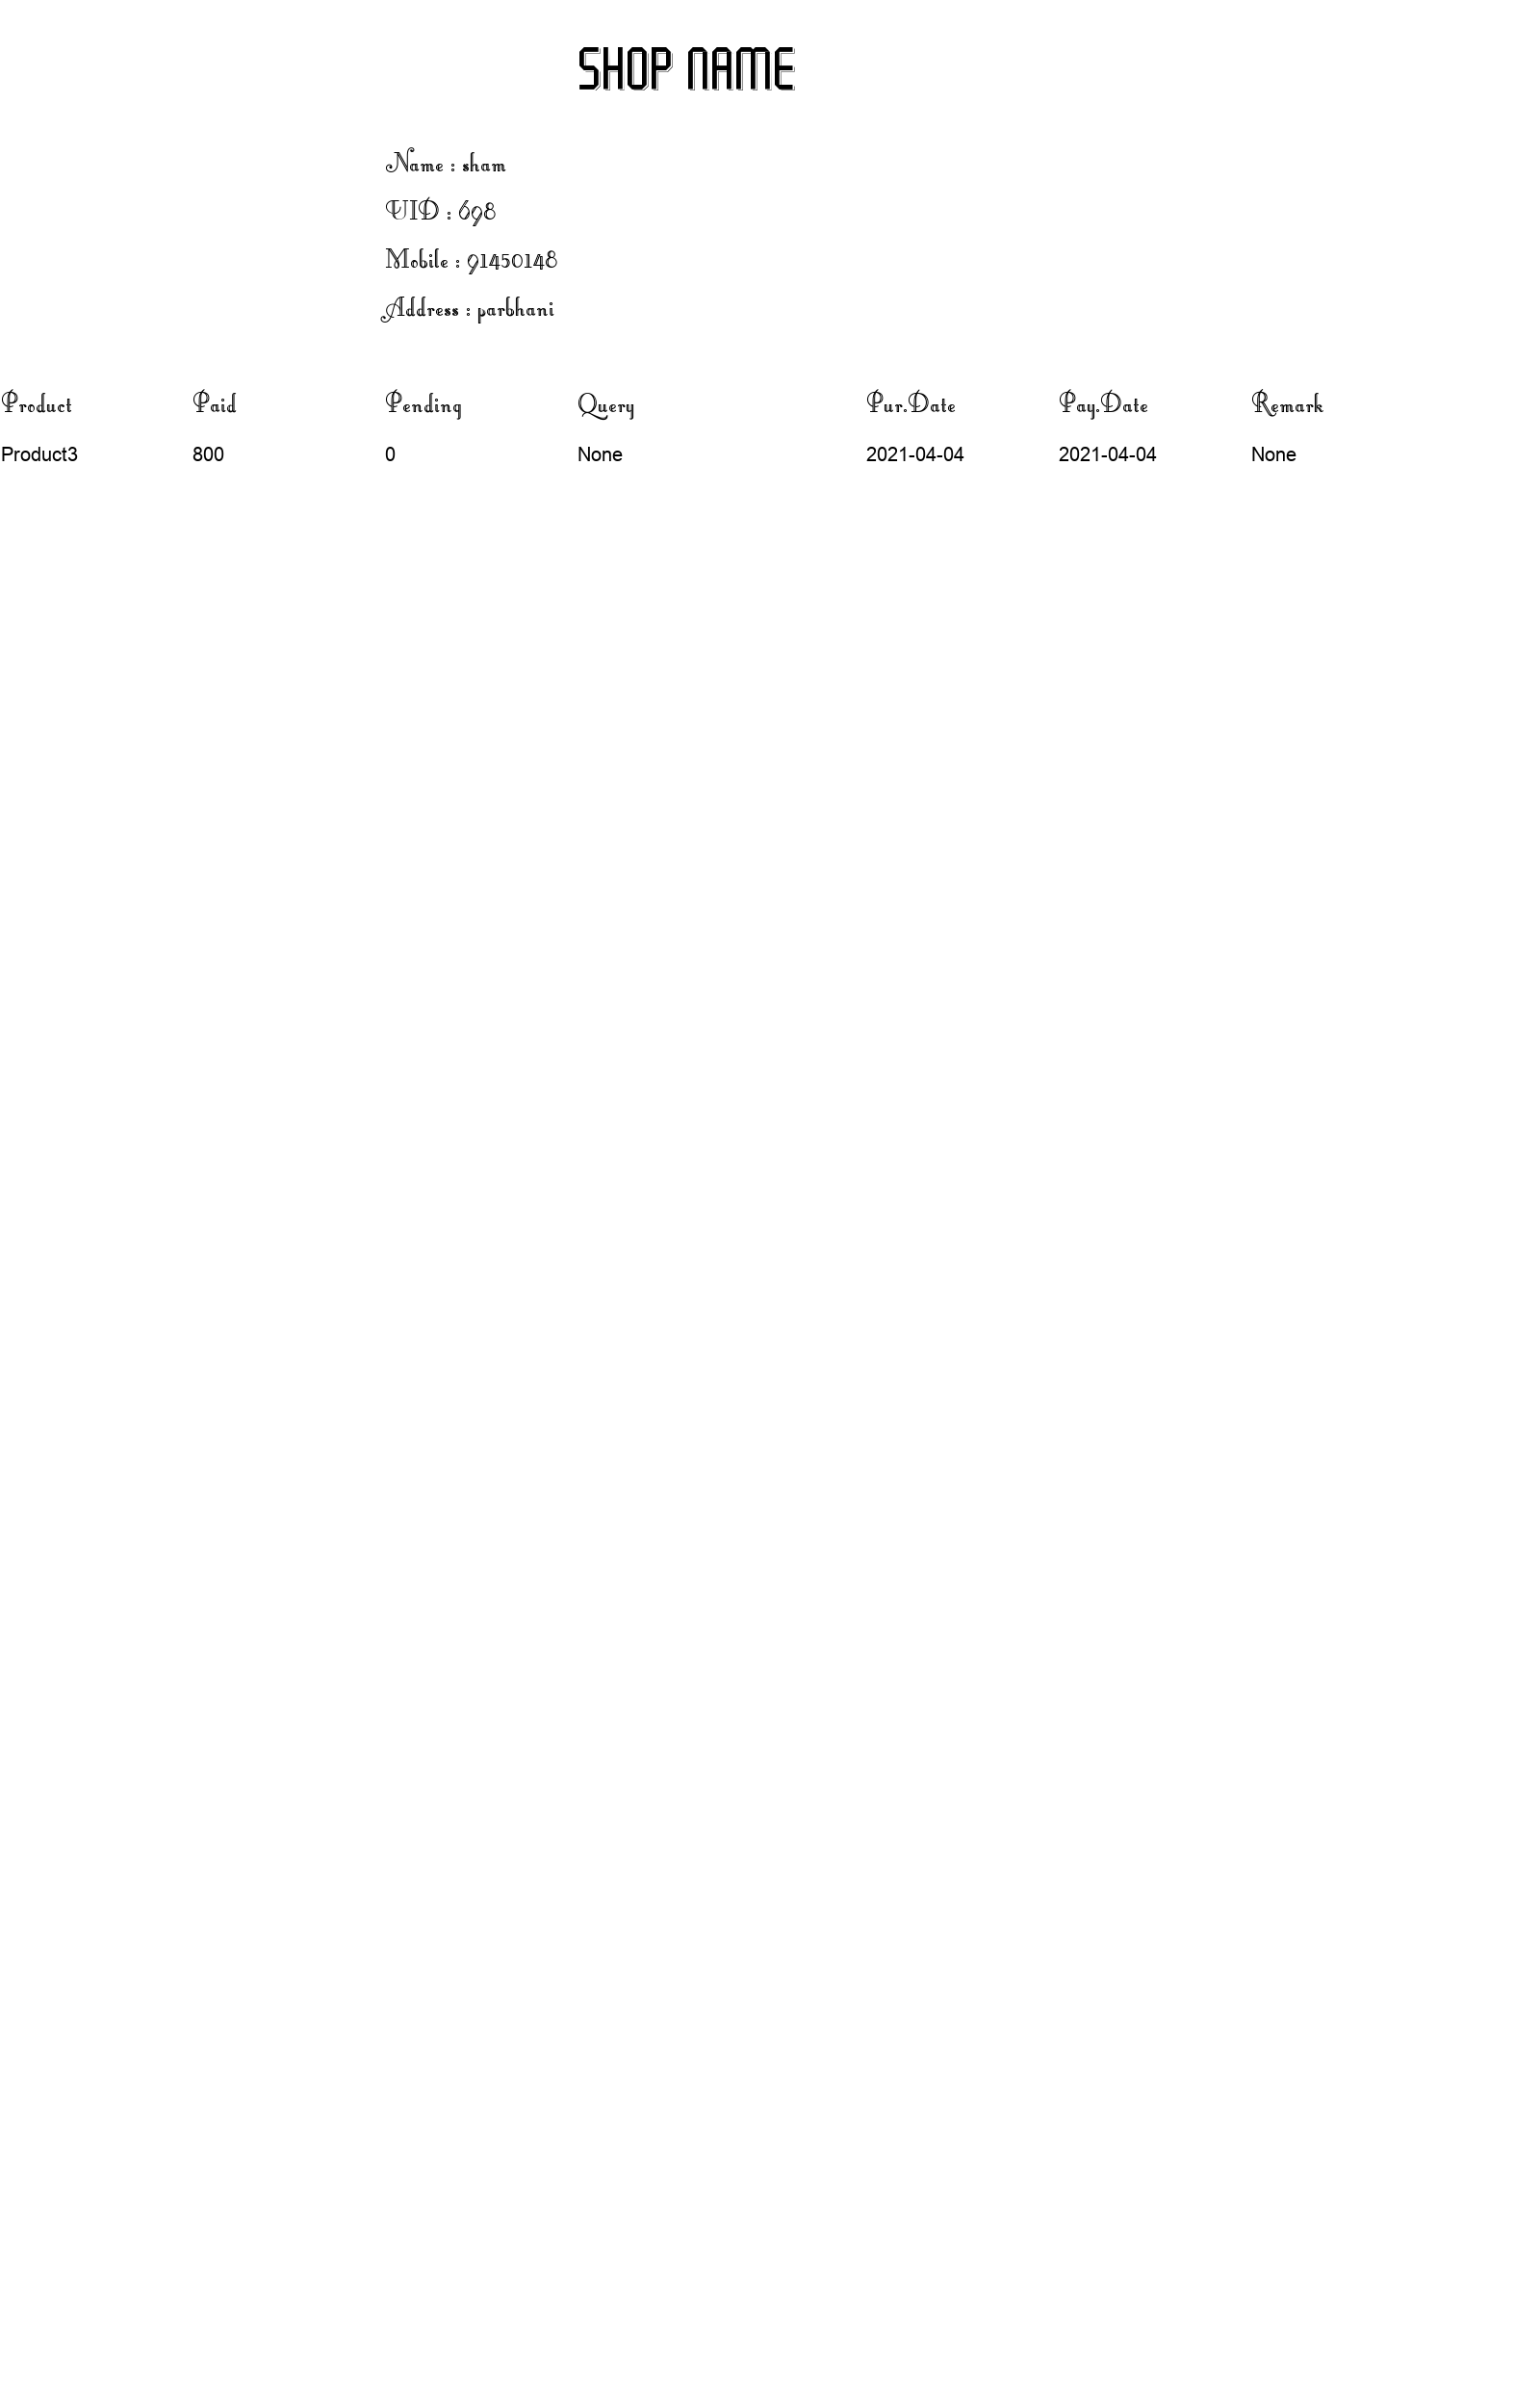 SHOP NAME
Name : sham
UID : 698
Mobile : 91450148
Address : parbhani
Product Paid Pending Query Pur.Date Pay.Date Remark
Product3 800 0 None 2021-04-04 2021-04-04 None